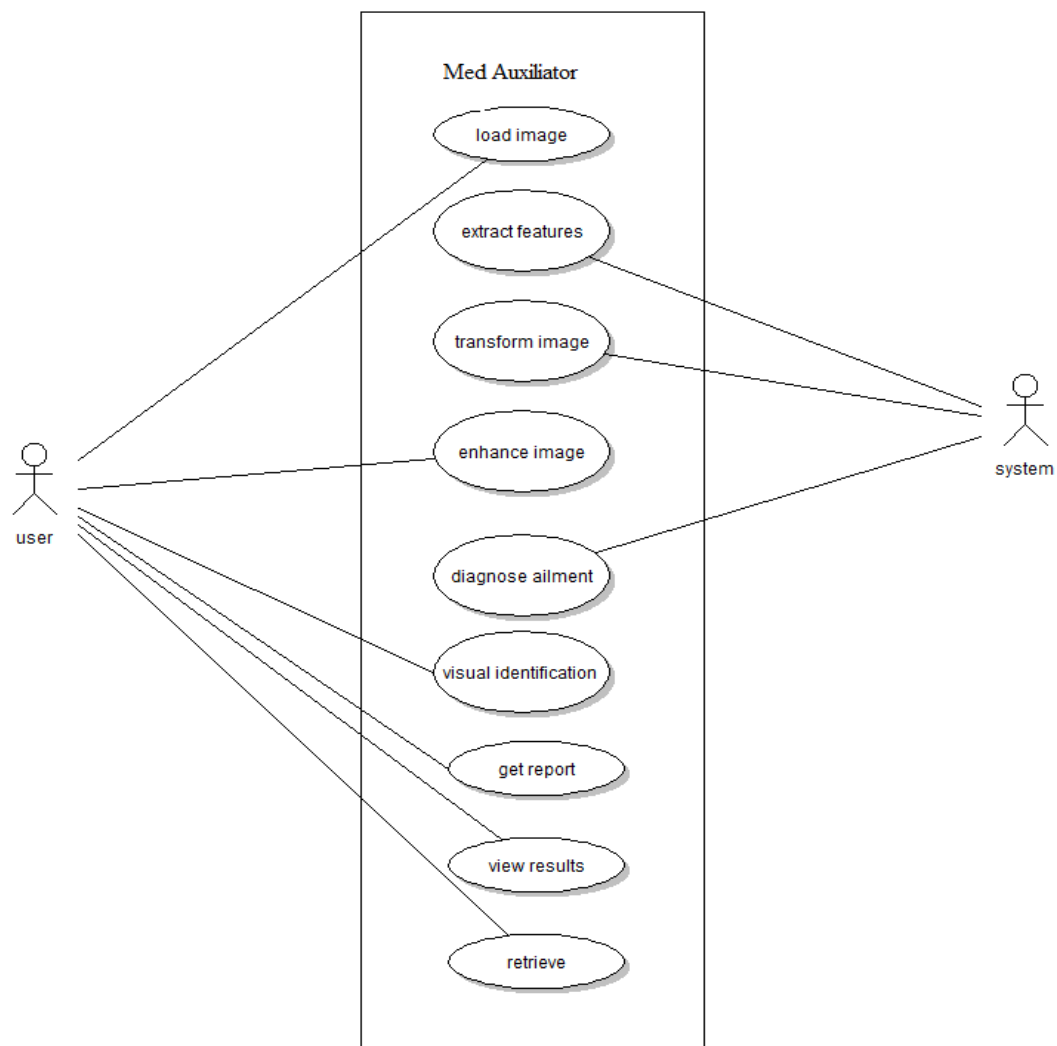 Med Auxiliator
load image
extract features
transform image
enhance image
system
user
diagnose ailment
visual identification
get report
view results
retrieve